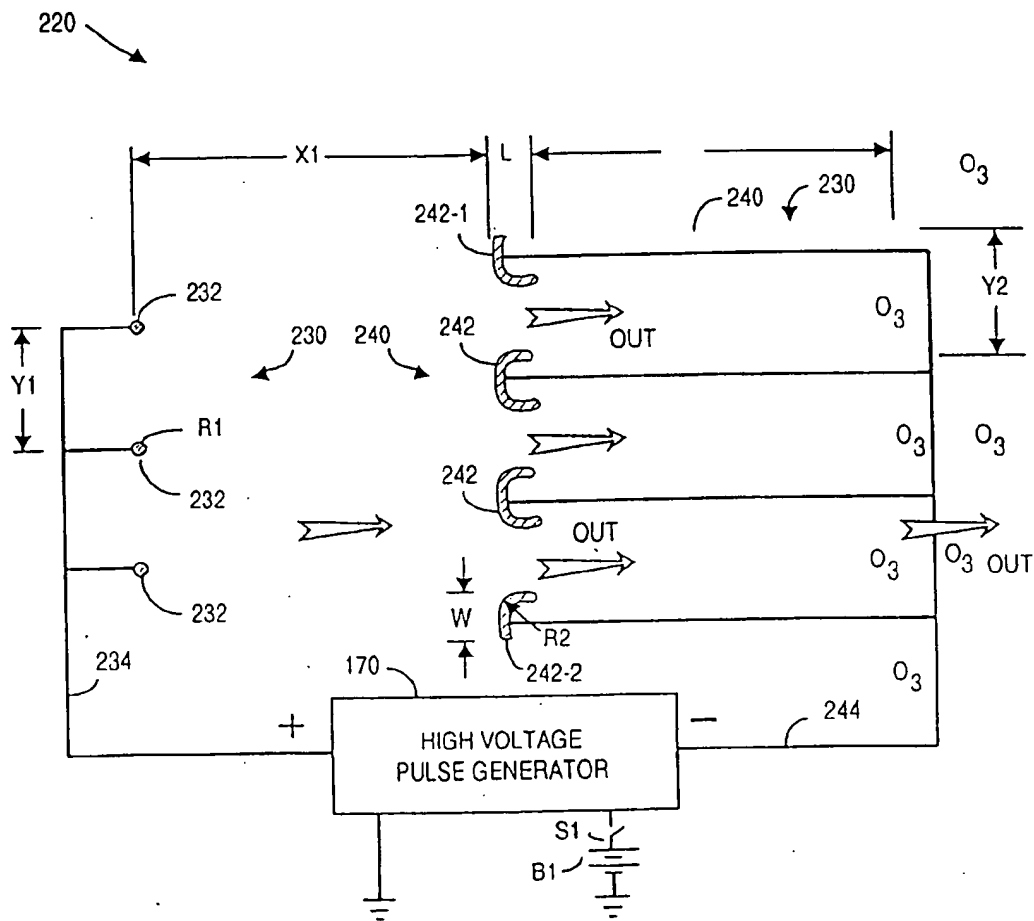 220
X1
L
O3
242-1
240
230
232
Y2
O3
OUT
Y1
230
240
242
R1
O3
O3
232
242
OUT
O3
O3
OUT
232
W
R2
242-2
234
170
O3
244
+
−
HIGH VOLTAGE
PULSE GENERATOR
S1
B1